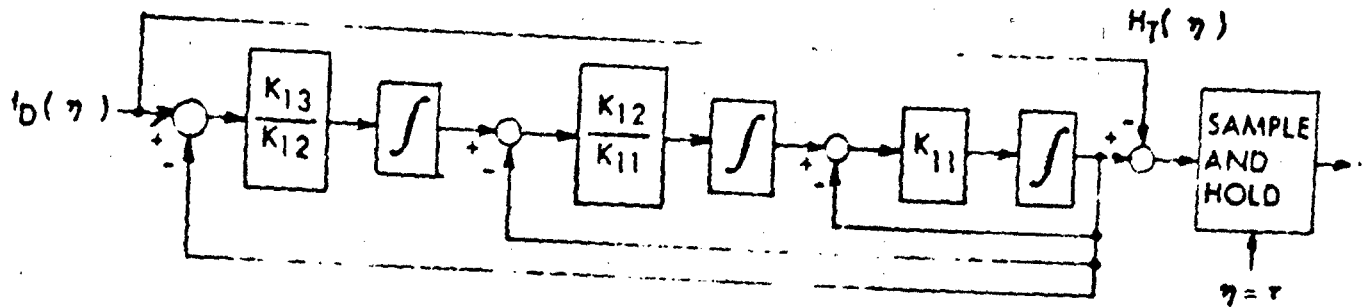 H_T(η)
K13
K12
∫
K12
K11
∫
K11
∫
D(η)
+
-
+
-
+
-
+
-
SAMPLE
AND
HOLD
η = τ